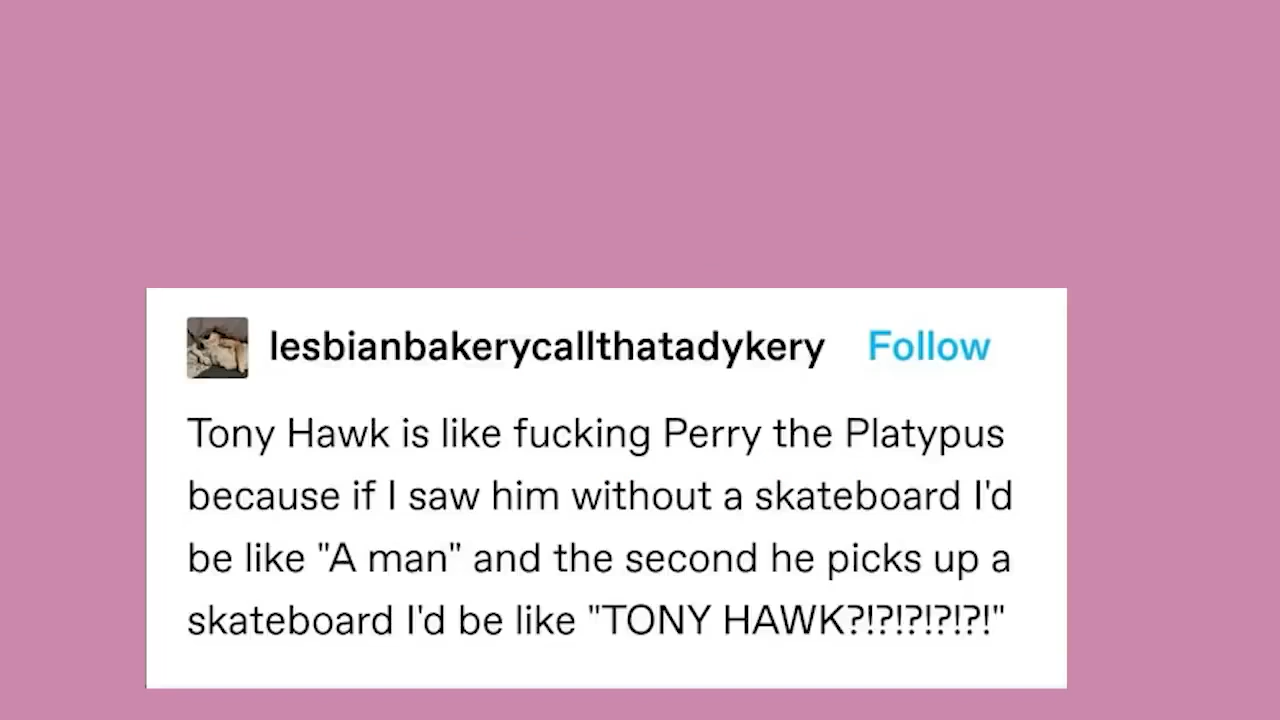 lesbianbakerycallthatadykery Follow
Tony Hawk is like fucking Perry the Platypus
because if I saw him without a skateboard I'd
be like "A man" and the second he picks up a
skateboard I'd be like "TONY HAWK?!?!?!?!?!"